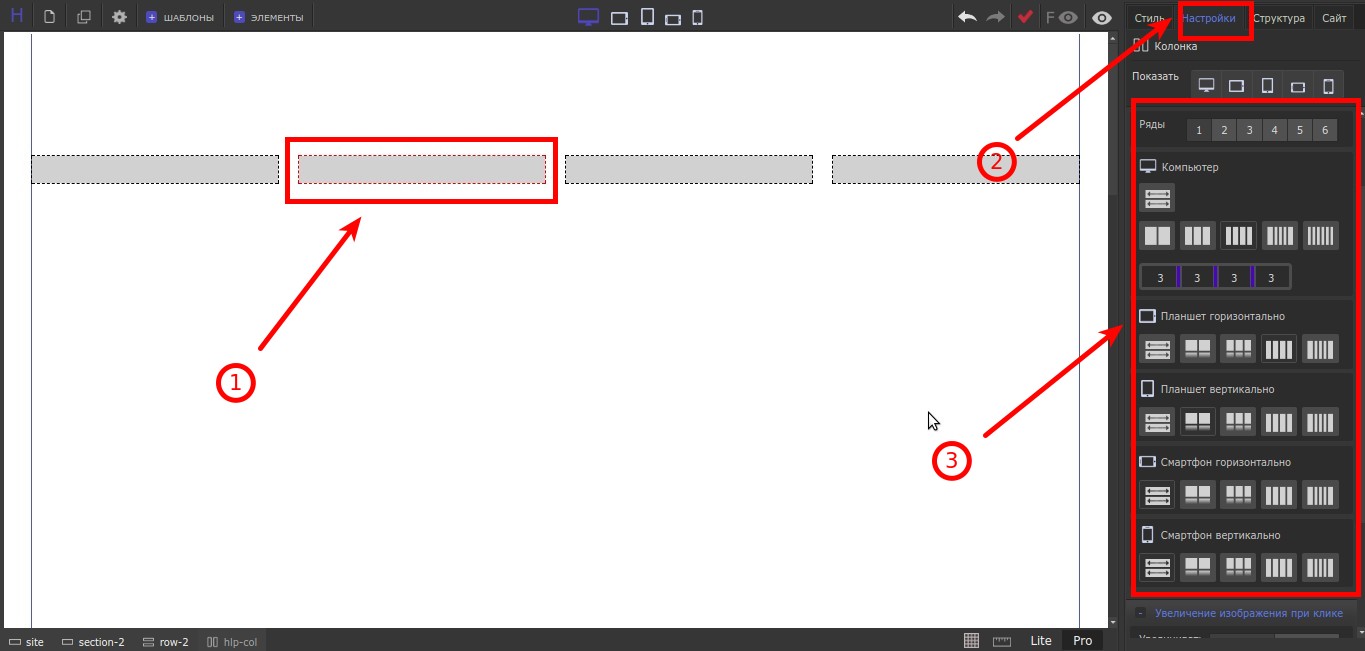 H
ШАБЛОНЫ
ЭЛЕМЕНТЫ
F
Стиль
Настройки
Структура
Сайт
Колонка
Показать
Ряды
1 2 3 4 5 6
Компьютер
3 3 3 3
Планшет горизонтально
Планшет вертикально
Смартфон горизонтально
Смартфон вертикально
Увеличение изображения при клике
1
2
3
site
section-2
row-2
hlp-col
Lite
Pro